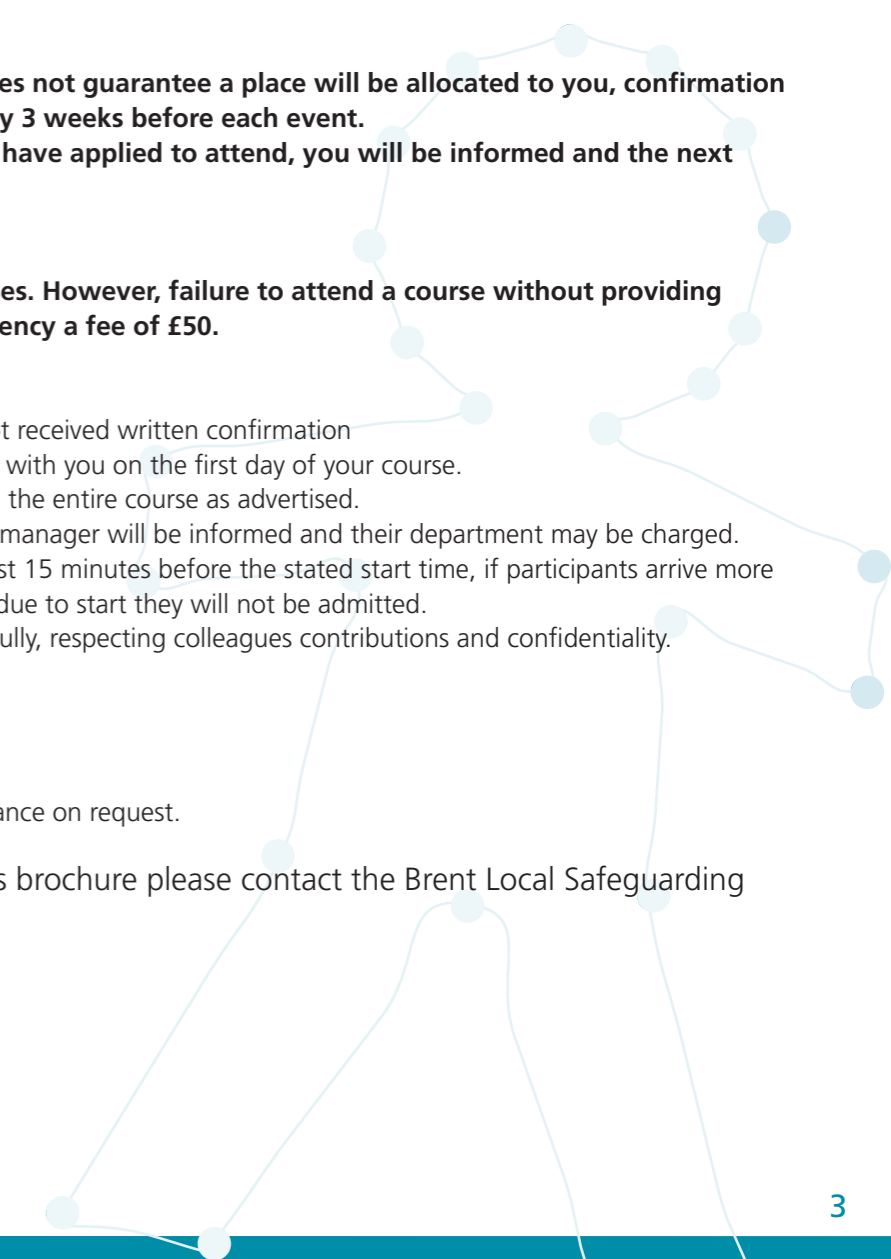 es not guarantee a place will be allocated to you, confirmation
y 3 weeks before each event.
have applied to attend, you will be informed and the next
es. However, failure to attend a course without providing
ency a fee of £50.
t received written confirmation
with you on the first day of your course.
the entire course as advertised.
manager will be informed and their department may be charged.
st 15 minutes before the stated start time, if participants arrive more
due to start they will not be admitted.
ully, respecting colleagues contributions and confidentiality.
ance on request.
s brochure please contact the Brent Local Safeguarding
3